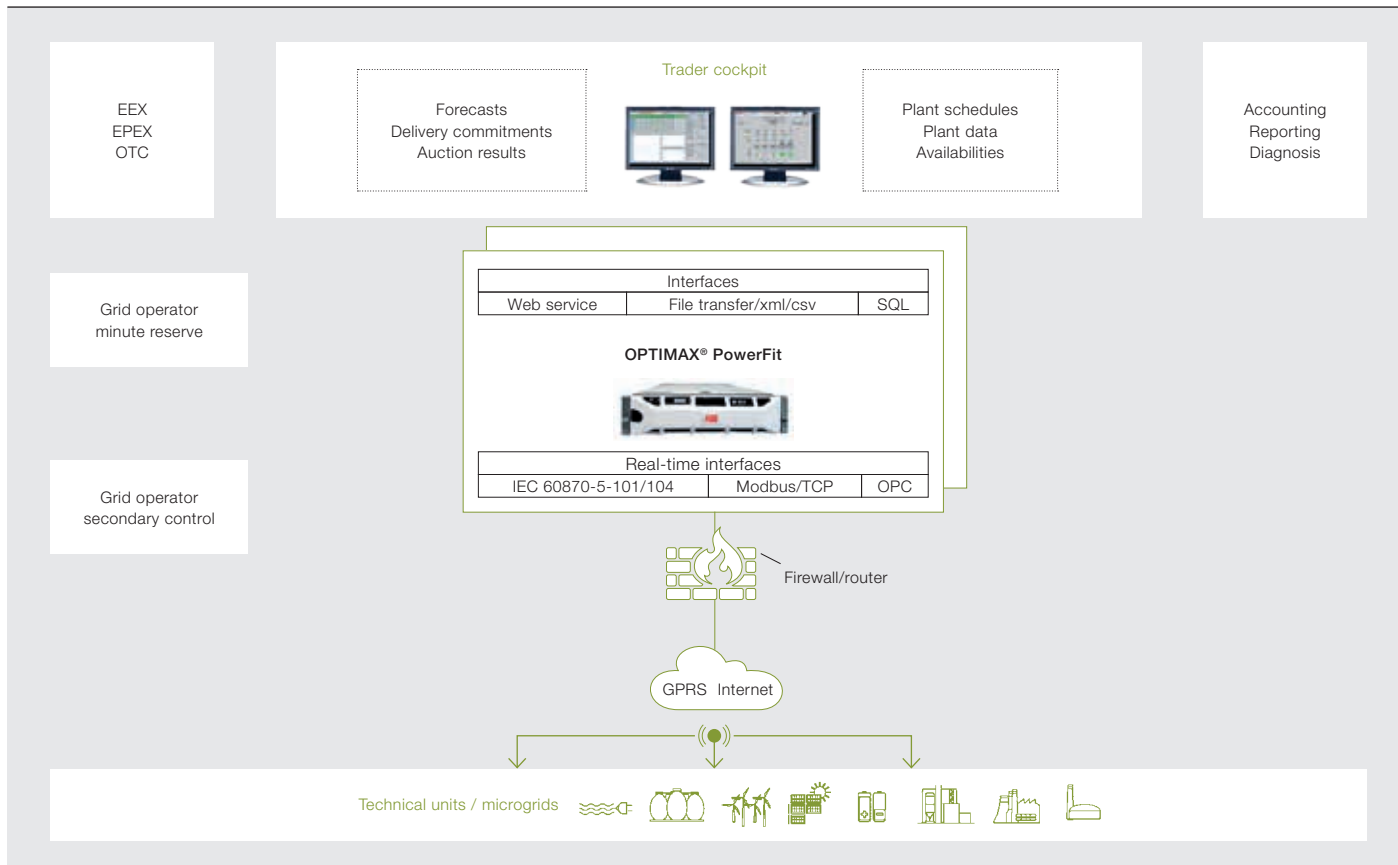 EEX
EPEX
OTC
Trader cockpit
Forecasts
Delivery commitments
Auction results
Plant schedules
Plant data
Availabilities
Accounting
Reporting
Diagnosis
Grid operator
minute reserve
Grid operator
secondary control
Interfaces
Web service File transfer/xml/csv SQL
OPTIMAX® PowerFit
ABB
Real-time interfaces
IEC 60870-5-101/104 Modbus/TCP OPC
Firewall/router
GPRS Internet
Technical units / microgrids